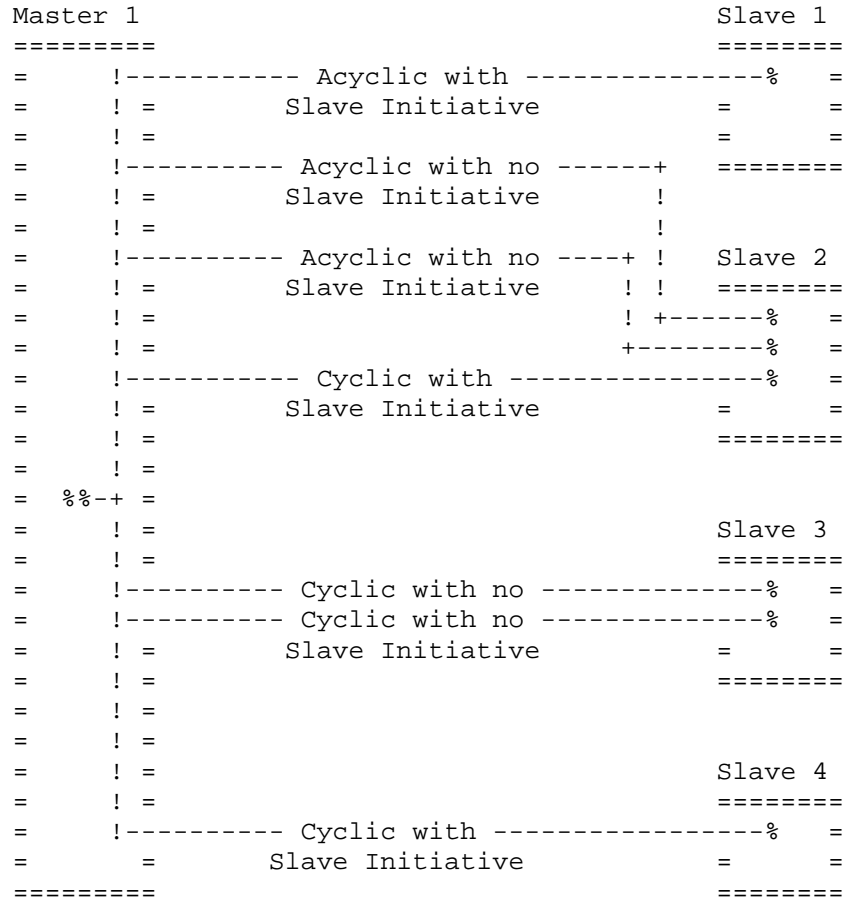 Master 1                                    Slave 1
=========                                   ========
=     !----------- Acyclic with ---------------%   =
=     ! =        Slave Initiative           =      =
=     ! =                                   =      =
=     !---------- Acyclic with no ------+   ========
=     ! =        Slave Initiative       !
=     ! =                               !
=     !---------- Acyclic with no ----+ !   Slave 2
=     ! =        Slave Initiative     ! !   ========
=     ! =                             ! +------%   =
=     ! =                             +--------%   =
=     !----------- Cyclic with ----------------%   =
=     ! =        Slave Initiative           =      =
=     ! =                                   ========
=     ! =
=  %%-+ =
=     ! =                                   Slave 3
=     ! =                                   ========
=     !---------- Cyclic with no --------------%   =
=     !---------- Cyclic with no --------------%   =
=     ! =        Slave Initiative           =      =
=     ! =                                   ========
=     ! =
=     ! =
=     ! =                                   Slave 4
=     ! =                                   ========
=     !---------- Cyclic with -----------------%   =
=       =       Slave Initiative            =      =
=========                                   ========